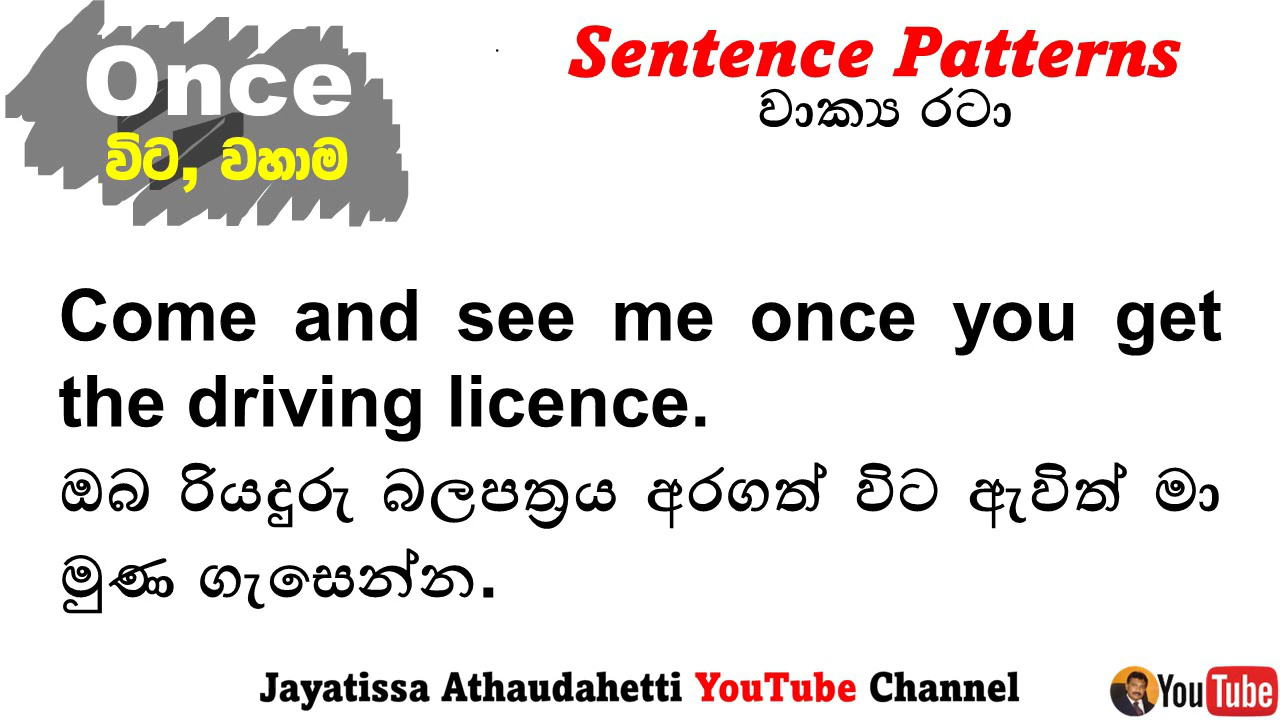 Once
විට, වහාම
Sentence Patterns
වාක්‍ය රටා
Come and see me once you get
the driving licence.
ඔබ රියදුරු බලපත්‍රය අරගත් විට ඇවිත් මා
මුණ ගැසෙන්න.
Jayatissa Athaudahetti YouTube Channel
YouTube